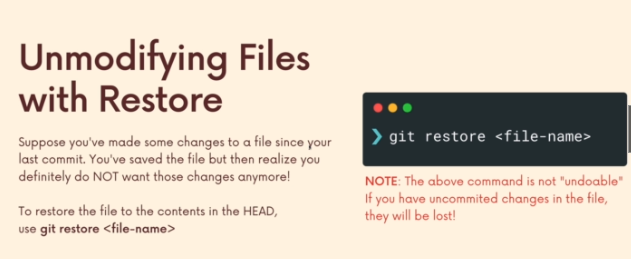 Unmodifying Files
with Restore
Suppose you've made some changes to a file since your
last commit. You've saved the file but then realize you
definitely do NOT want those changes anymore!
To restore the file to the contents in the HEAD,
use git restore <file-name>
❯ git restore <file-name>
NOTE: The above command is not "undoable"
If you have uncommited changes in the file,
they will be lost!